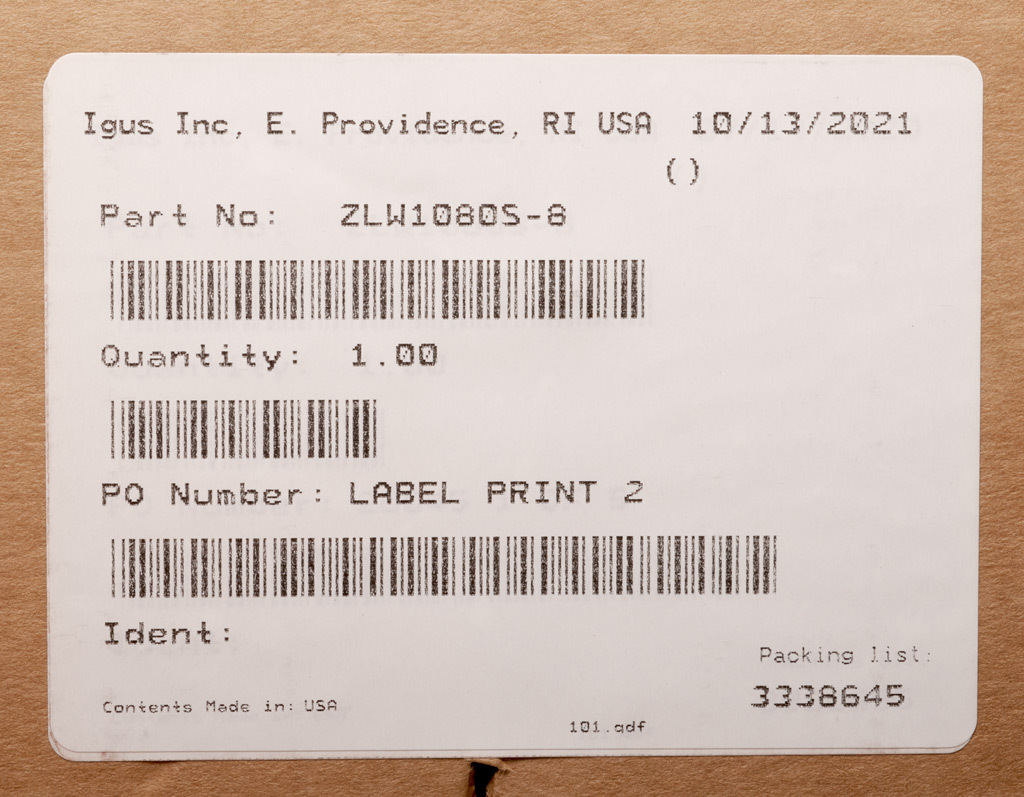 Igus Inc, E. Providence, RI USA 10/13/2021
()
Part No: ZLW1080S-8
Quantity: 1.00
PO Number: LABEL PRINT 2
Ident:
Packing list:
3338645
Contents Made in: USA
101.qdf